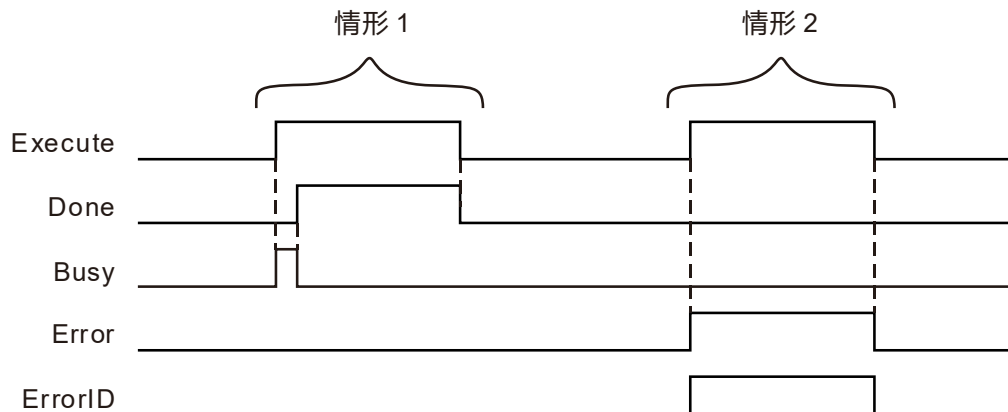 情形 1
情形 2
Execute
Done
Busy
Error
ErrorID